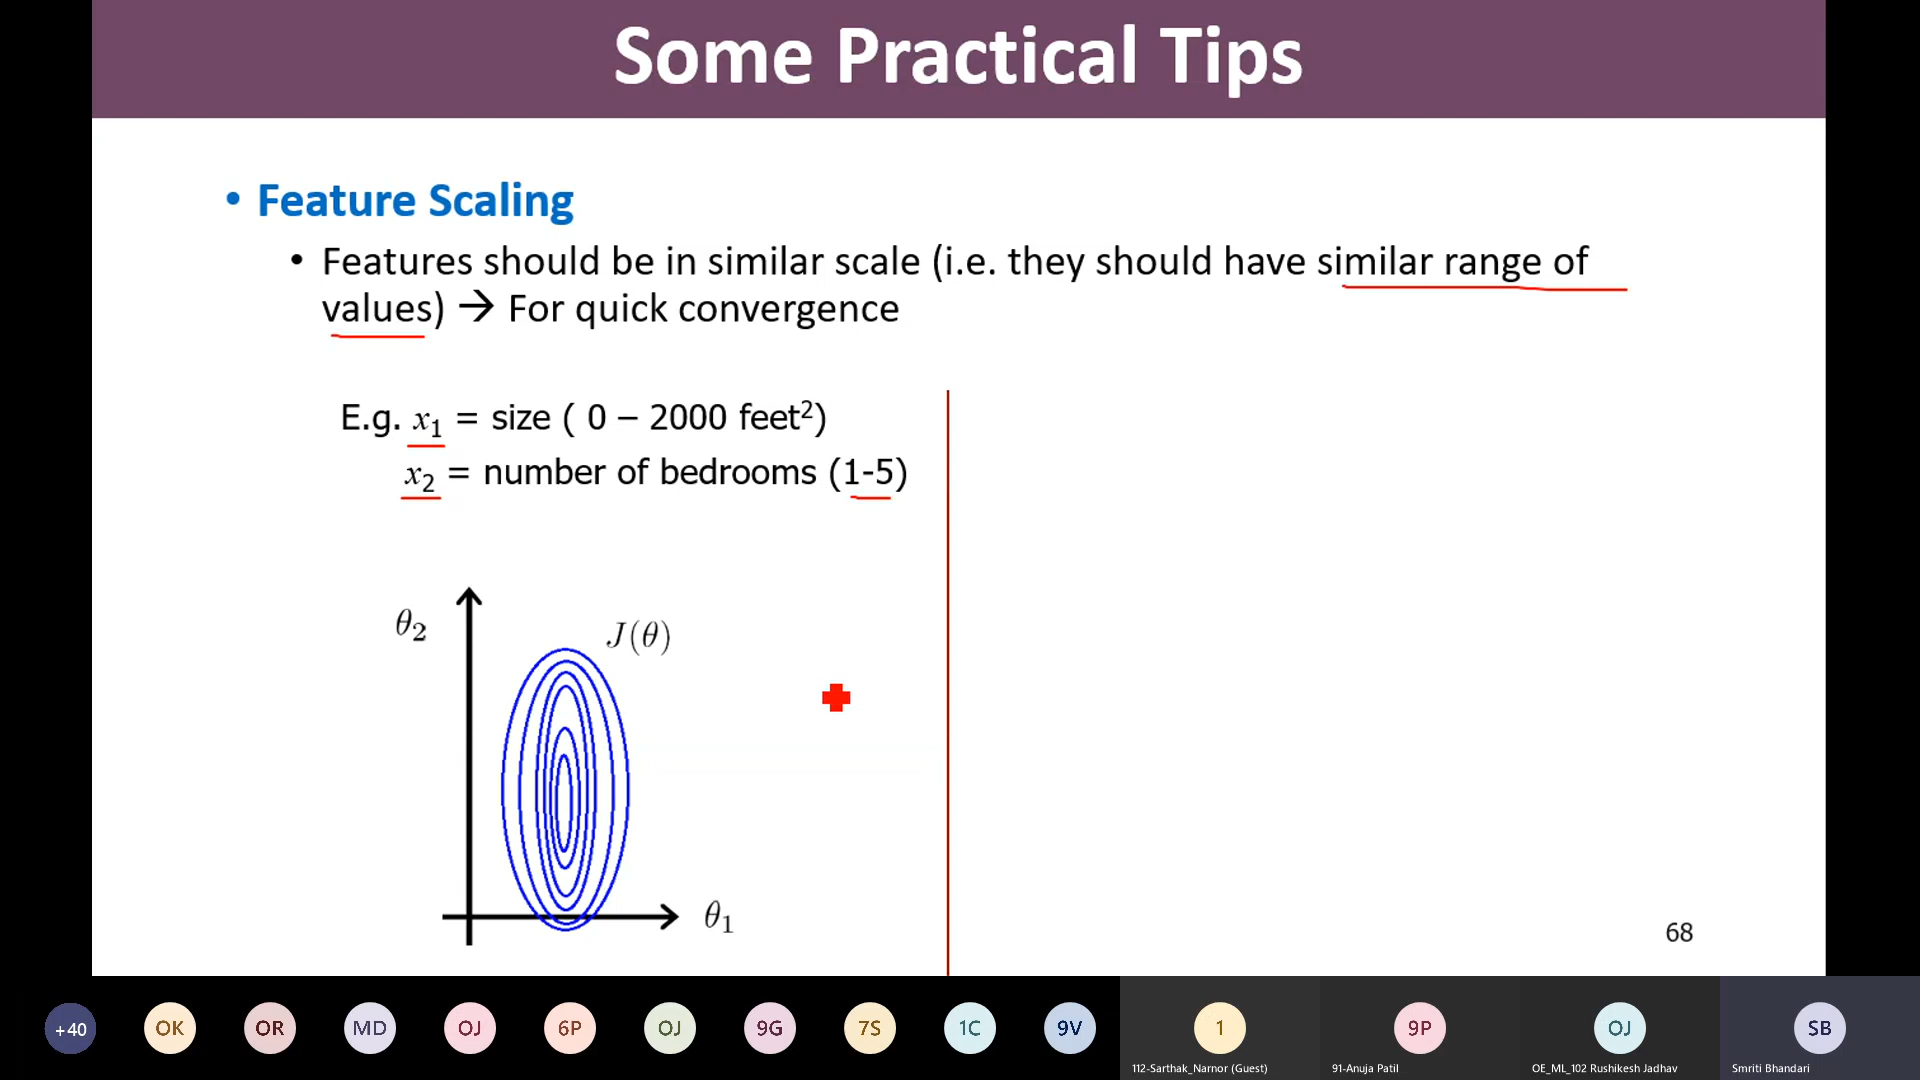 Some Practical Tips
• Feature Scaling
• Features should be in similar scale (i.e. they should have similar range of
values) → For quick convergence
E.g. x₁ = size ( 0 – 2000 feet²)
x₂ = number of bedrooms (1-5)
θ₂
J(θ)
θ₁
68
+40
OK
OR
MD
OJ
6P
OJ
9G
7S
1C
9V
1
9P
OJ
SB
112-Sarthak_Narnor (Guest)
91-Anuja Patil
OE_ML_102 Rushikesh Jadhav
Smriti Bhandari